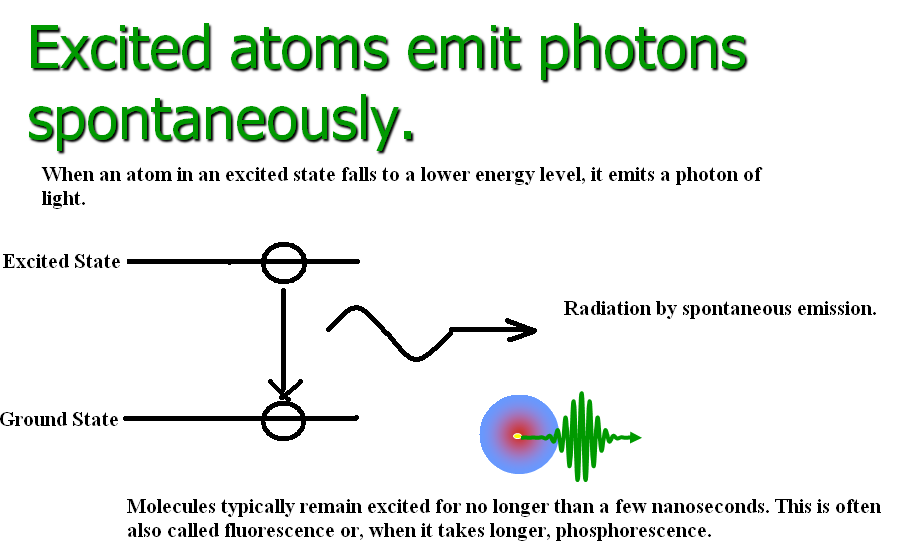 Excited atoms emit photons
spontaneously.
When an atom in an excited state falls to a lower energy level, it emits a photon of
light.
Excited State
Radiation by spontaneous emission.
Ground State
Molecules typically remain excited for no longer than a few nanoseconds. This is often
also called fluorescence or, when it takes longer, phosphorescence.